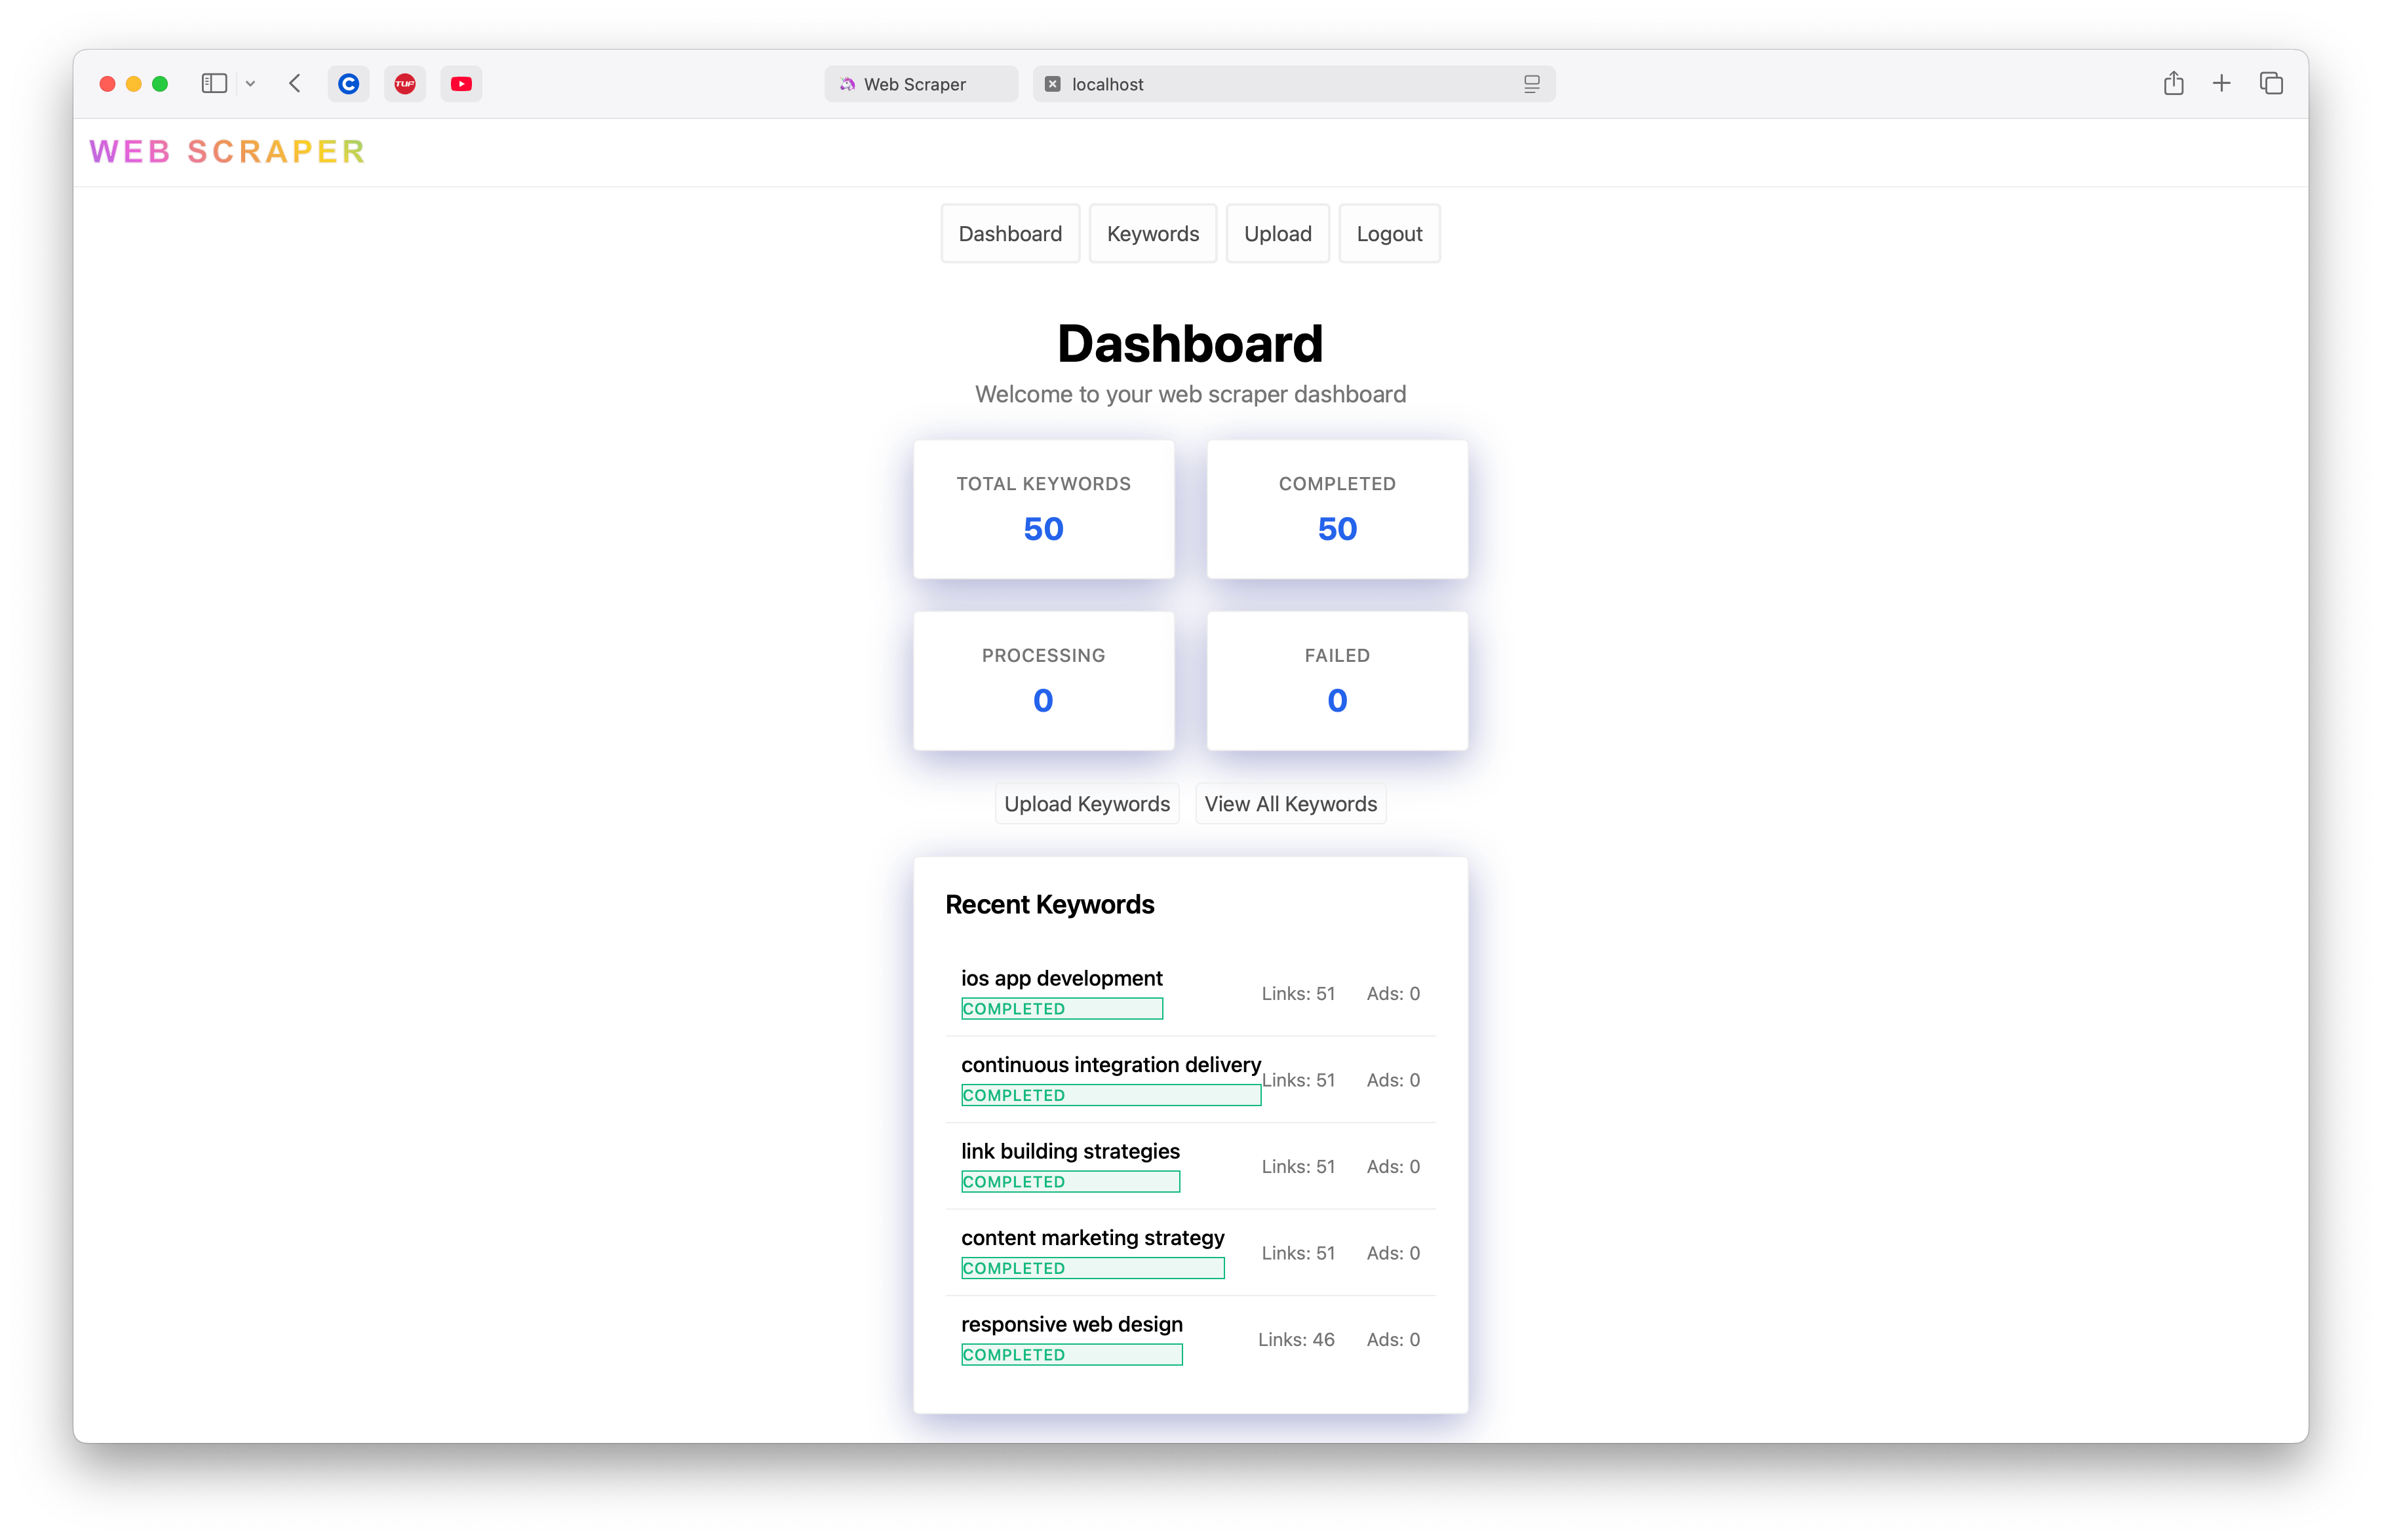 TUP
Web Scraper
localhost
WEB SCRAPER
Dashboard Keywords Upload Logout
Dashboard
Welcome to your web scraper dashboard
TOTAL KEYWORDS COMPLETED
50 50
PROCESSING FAILED
0 0
Upload Keywords View All Keywords
Recent Keywords
ios app development
COMPLETED
Links: 51 Ads: 0
continuous integration delivery
COMPLETED
Links: 51 Ads: 0
link building strategies
COMPLETED
Links: 51 Ads: 0
content marketing strategy
COMPLETED
Links: 51 Ads: 0
responsive web design
COMPLETED
Links: 46 Ads: 0